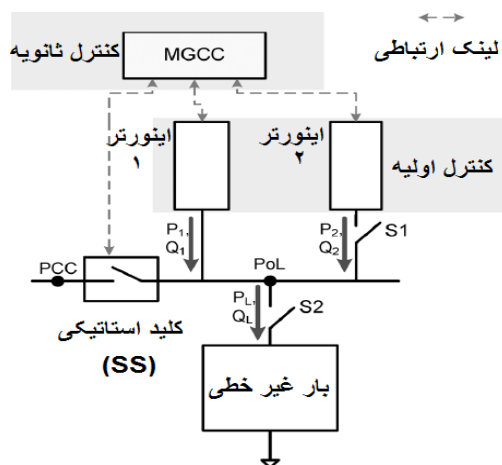 کنترل ثانویه
MGCC
لینک ارتباطی
اینورتر
۱
اینورتر
۲
کنترل اولیه
P1,
Q1
P2,
Q2
S1
PCC
PoL
PL,
QL
S2
کلید استاتیکی
(SS)
بار غیر خطی